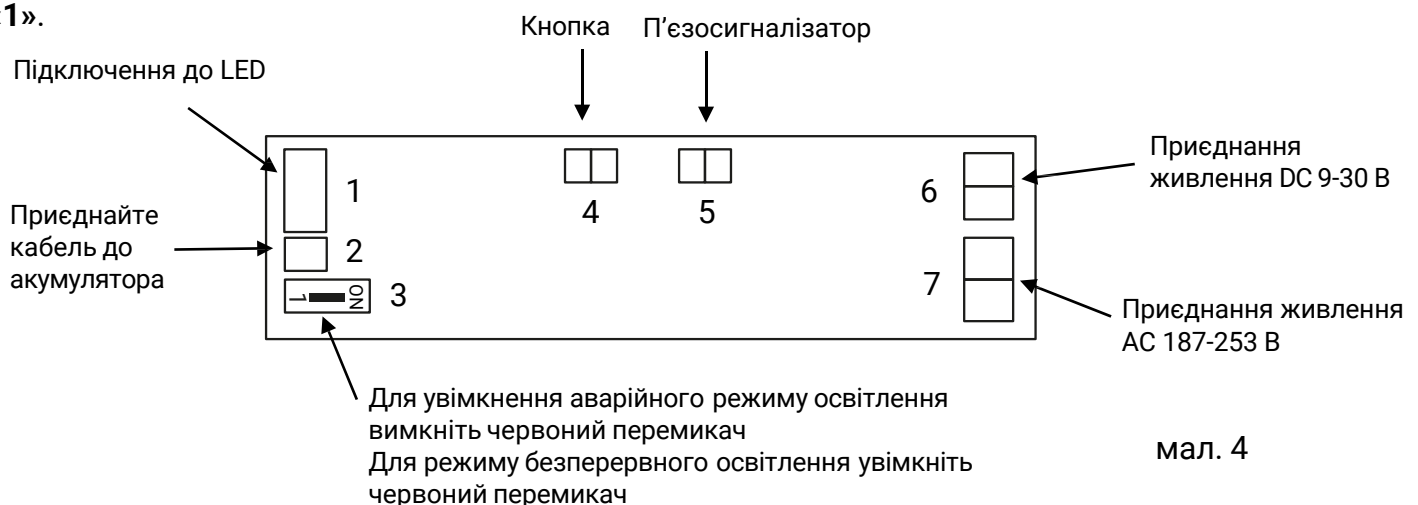 «1».
Кнопка П’єзосигналізатор
Підключення до LED
Приєднання
живлення DC 9-30 В
1
4
5
6
Приєднайте
кабель до
акумулятора
2
1 ON 3
7
Приєднання живлення
AC 187-253 В
Для увімкнення аварійного режиму освітлення
вимкніть червоний перемикач
Для режиму безперервного освітлення увімкніть
червоний перемикач
мал. 4